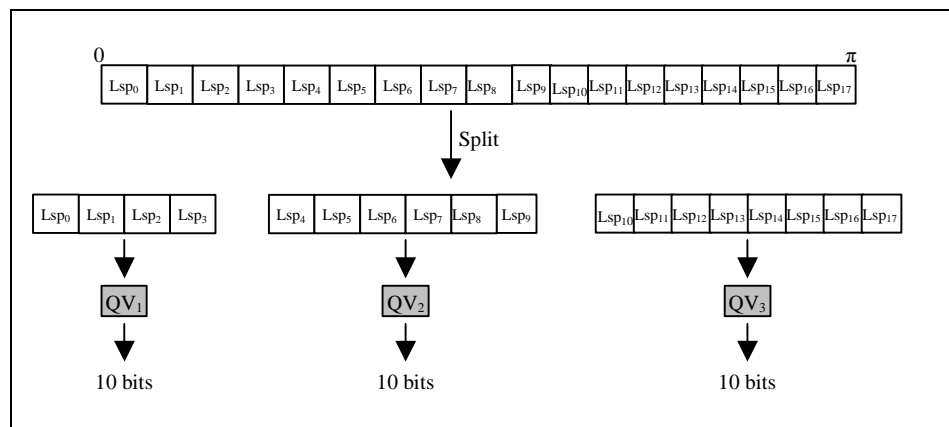 0 π
Lsp₀ Lsp₁ Lsp₂ Lsp₃ Lsp₄ Lsp₅ Lsp₆ Lsp₇ Lsp₈ Lsp₉ Lsp₁₀ Lsp₁₁ Lsp₁₂ Lsp₁₃ Lsp₁₄ Lsp₁₅ Lsp₁₆ Lsp₁₇
Split
Lsp₀ Lsp₁ Lsp₂ Lsp₃ Lsp₄ Lsp₅ Lsp₆ Lsp₇ Lsp₈ Lsp₉ Lsp₁₀ Lsp₁₁ Lsp₁₂ Lsp₁₃ Lsp₁₄ Lsp₁₅ Lsp₁₆ Lsp₁₇
QV₁ QV₂ QV₃
10 bits 10 bits 10 bits